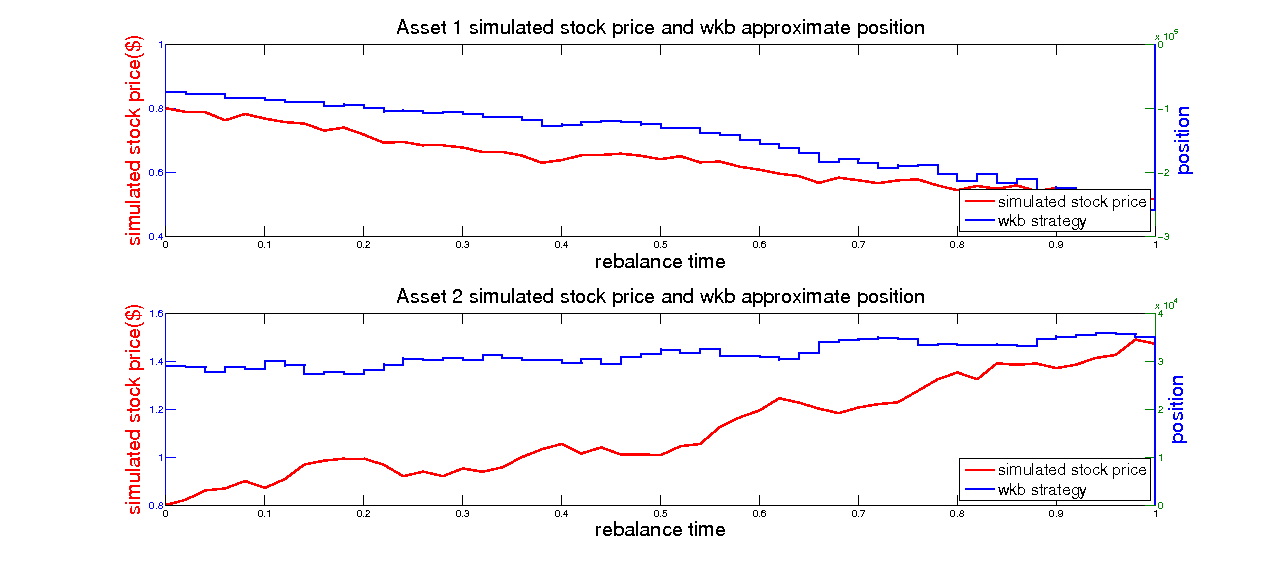 Asset 1 simulated stock price and wkb approximate position
x 10^5
simulated stock price($)
1
0.8
0.6
0.4
0
-1
-2
-3
position
simulated stock price
wkb strategy
0 0.1 0.2 0.3 0.4 0.5 0.6 0.7 0.8 0.9 1
rebalance time
Asset 2 simulated stock price and wkb approximate position
x 10^4
simulated stock price($)
1.6
1.4
1.2
1
0.8
4
3
2
1
0
position
simulated stock price
wkb strategy
0 0.1 0.2 0.3 0.4 0.5 0.6 0.7 0.8 0.9 1
rebalance time